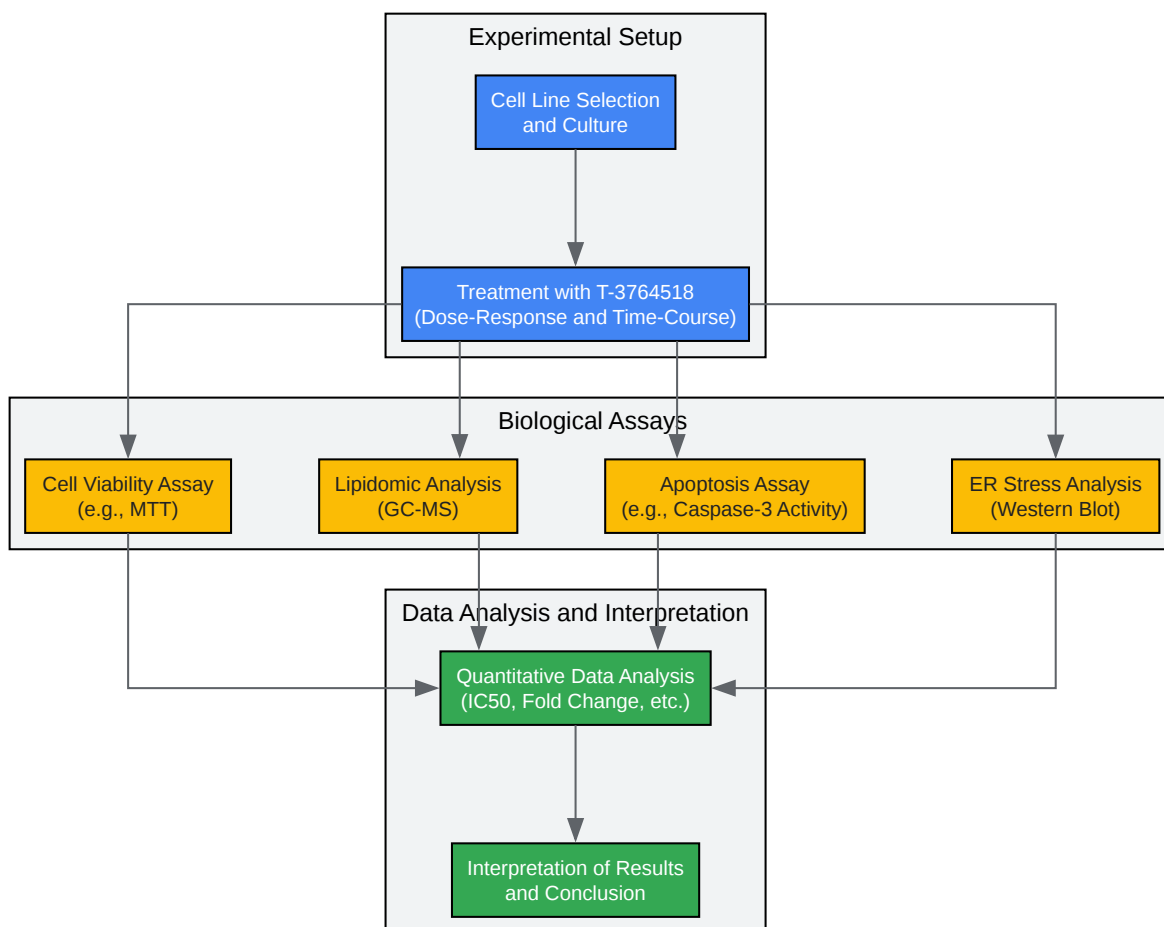 Experimental Setup
Cell Line Selection
and Culture
Treatment with T-3764518
(Dose-Response and Time-Course)
Biological Assays
Cell Viability Assay
(e.g., MTT)
Lipidomic Analysis
(GC-MS)
Apoptosis Assay
(e.g., Caspase-3 Activity)
ER Stress Analysis
(Western Blot)
Data Analysis and Interpretation
Quantitative Data Analysis
(IC50, Fold Change, etc.)
Interpretation of Results
and Conclusion